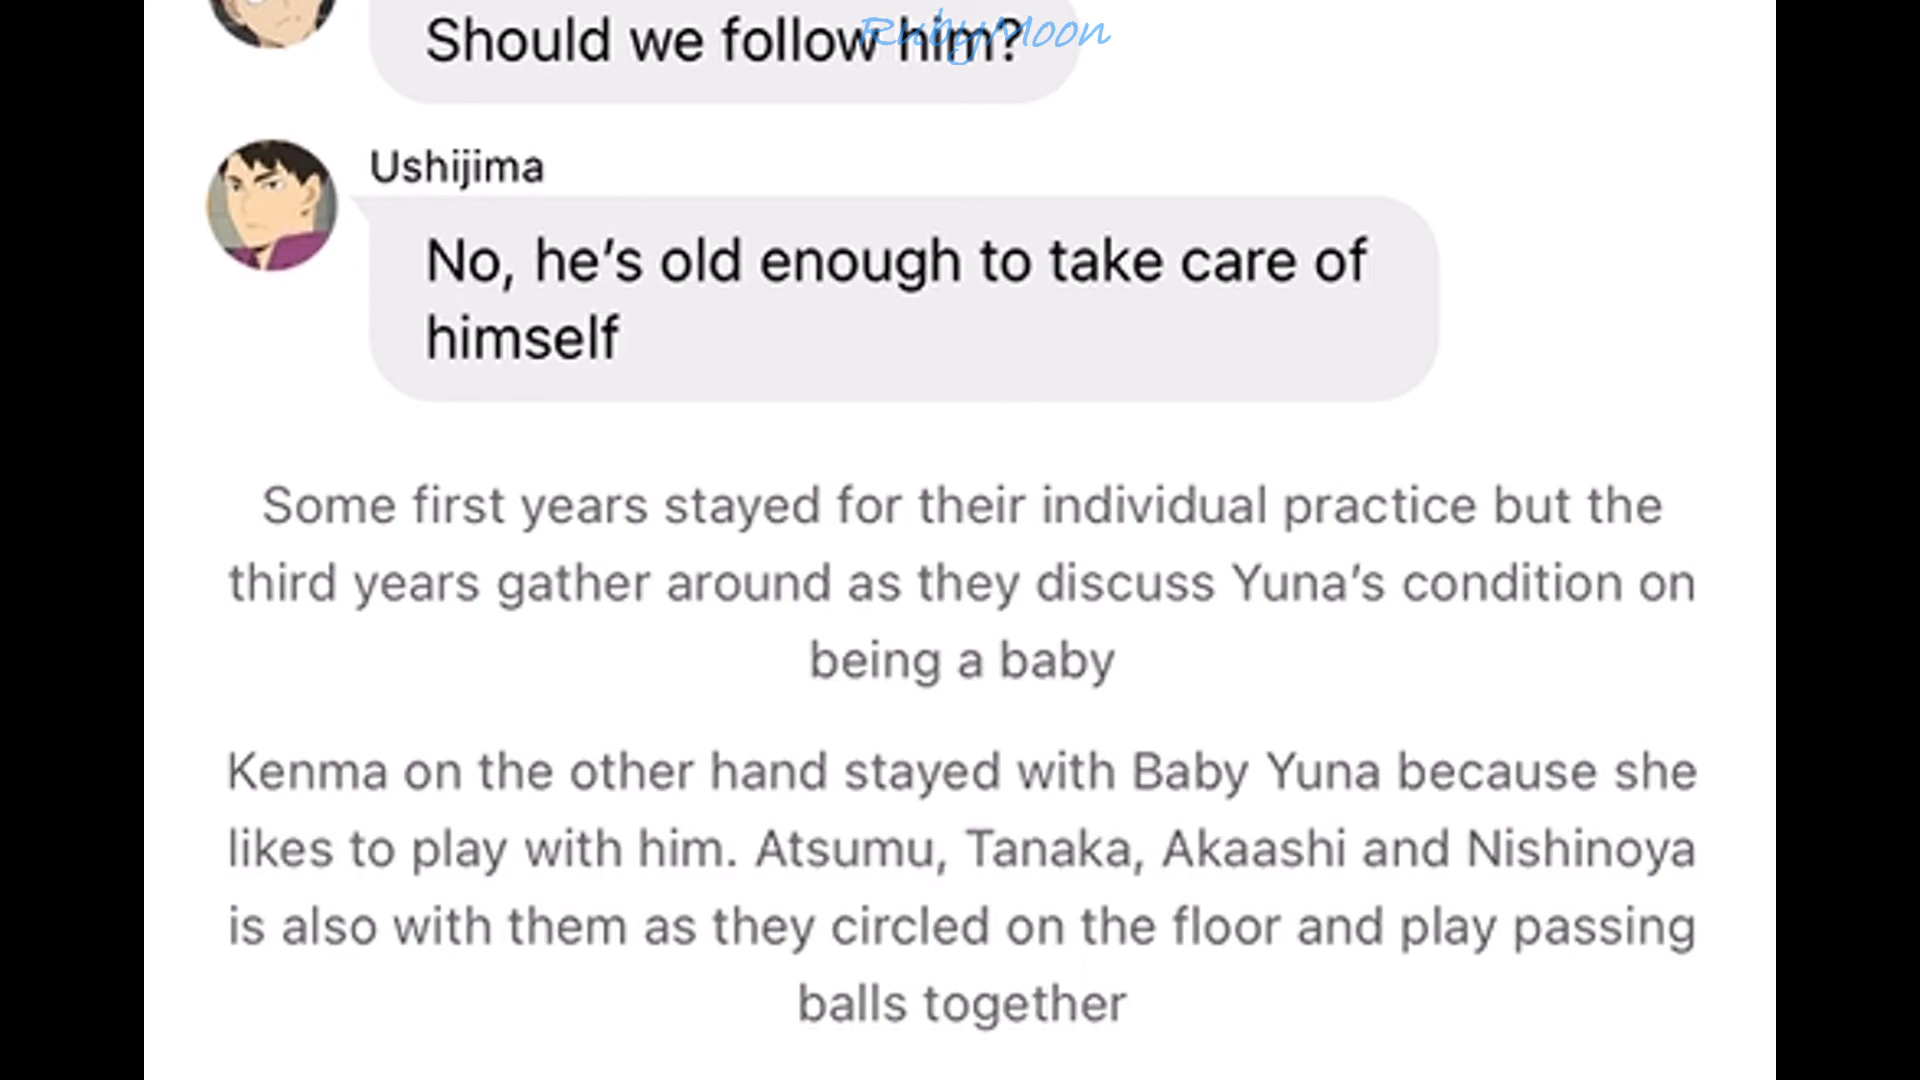 RubyMoon
Should we follow him?
Ushijima
No, he's old enough to take care of
himself
Some first years stayed for their individual practice but the
third years gather around as they discuss Yuna's condition on
being a baby
Kenma on the other hand stayed with Baby Yuna because she
likes to play with him. Atsumu, Tanaka, Akaashi and Nishinoya
is also with them as they circled on the floor and play passing
balls together